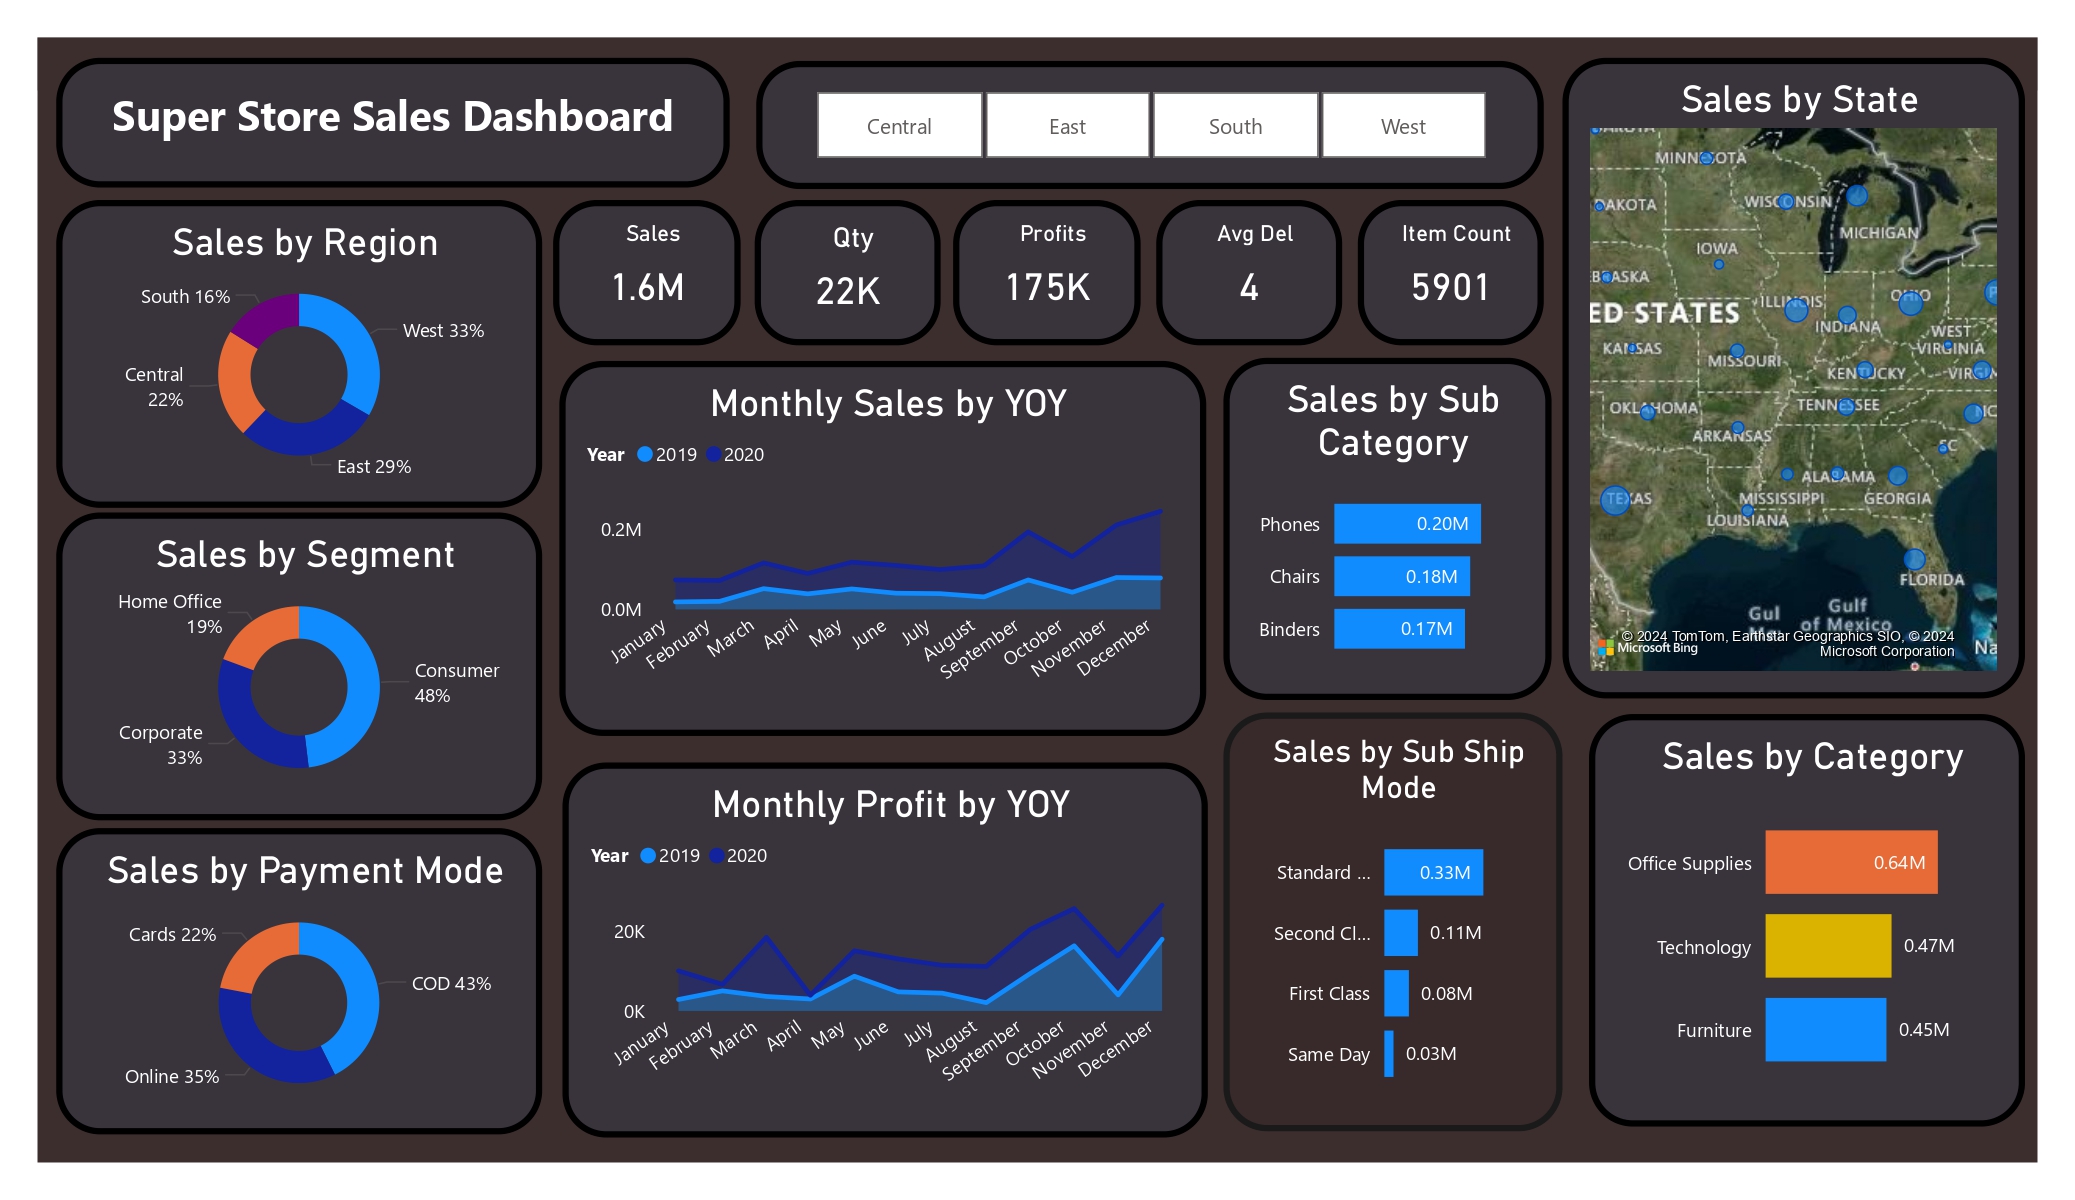 Super Store Sales Dashboard
Central
East
South
West
Sales by State
MINNESOTA
DAKOTA
WISCONSIN
MICHIGAN
IOWA
ILLINOIS
OHIO
ED STATES
INDIANA
WEST
VIRGINIA
KANSAS
MISSOURI
KENTUCKY
OKLAHOMA
TENNESSEE
NC
ARKANSAS
SC
TEXAS
ALABAMA
MISSISSIPPI
GEORGIA
LOUISIANA
FLORIDA
Gulf
of Mexico
© 2024 TomTom, Earthstar Geographics SIO, © 2024
Microsoft Corporation
Microsoft Bing
Na
Sales by Region
South 16%
West 33%
Central
22%
East 29%
Sales
1.6M
Qty
22K
Profits
175K
Avg Del
4
Item Count
5901
Monthly Sales by YOY
Year 2019 2020
0.2M
0.0M
January
February
March
April
May
June
July
August
September
October
November
December
Sales by Sub
Category
Phones 0.20M
Chairs 0.18M
Binders 0.17M
Sales by Segment
Home Office
19%
Consumer
48%
Corporate
33%
Sales by Payment Mode
Cards 22%
COD 43%
Online 35%
Monthly Profit by YOY
Year 2019 2020
20K
0K
January
February
March
April
May
June
July
August
September
October
November
December
Sales by Sub Ship
Mode
Standard ... 0.33M
Second Cl... 0.11M
First Class 0.08M
Same Day 0.03M
Sales by Category
Office Supplies 0.64M
Technology 0.47M
Furniture 0.45M